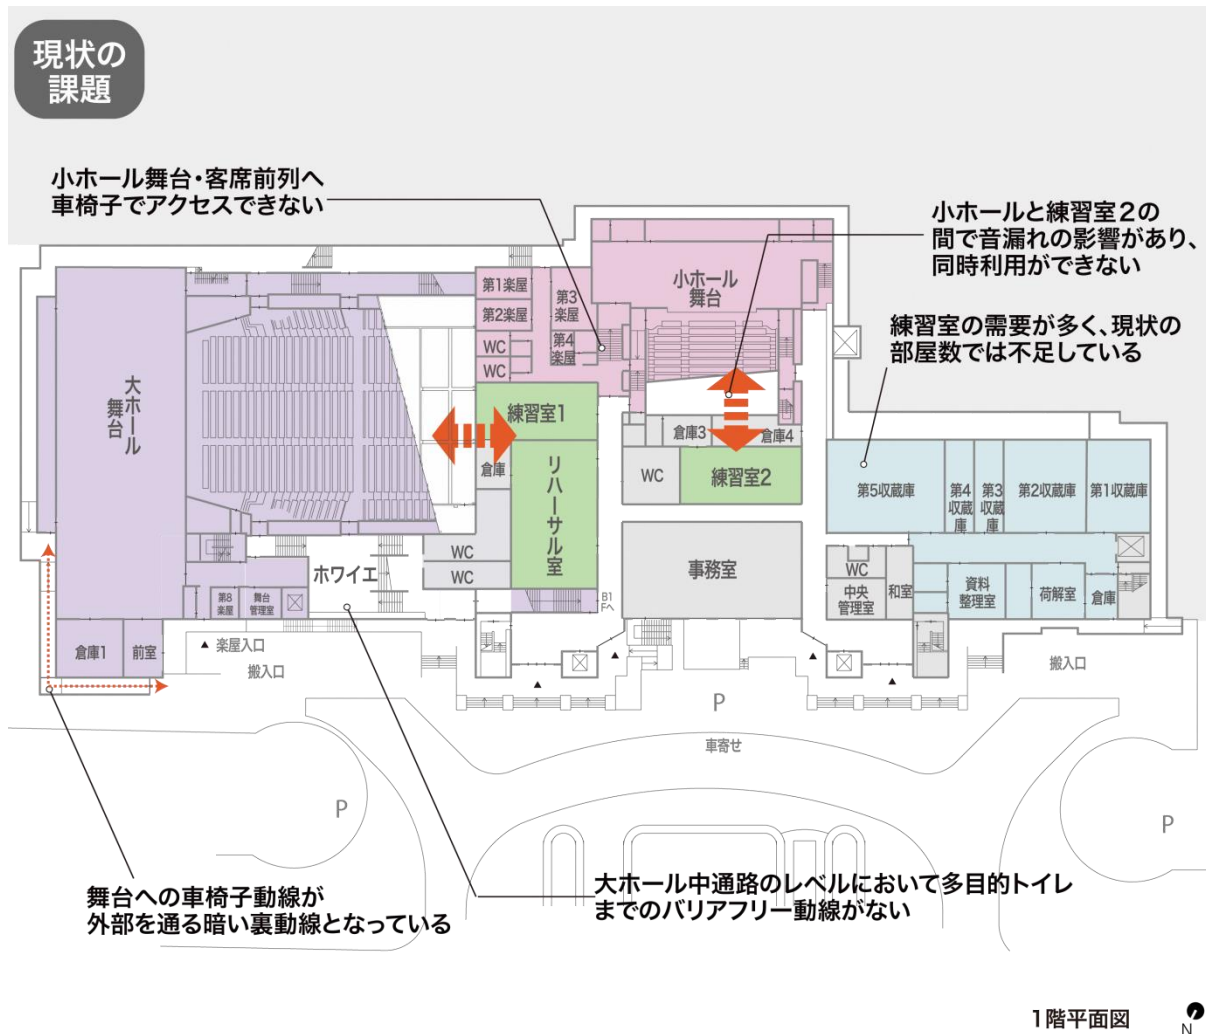 現状の
課題
小ホール舞台・客席前列へ
車椅子でアクセスできない
小ホールと練習室２の
間で音漏れの影響があり、
同時利用ができない
練習室の需要が多く、現状の
部屋数では不足している
大ホール
舞台
第1楽屋
第2楽屋
第3
楽屋
第4
楽屋
WC
WC
小ホール
舞台
練習室1
倉庫
リハーサル室
WC
WC
倉庫3
倉庫4
WC
練習室2
事務室
第5収蔵庫
第4
収蔵庫
第3
収蔵庫
第2収蔵庫
第1収蔵庫
WC
中央
管理室
和室
資料
整理室
荷解室
倉庫
ホワイエ
第8
楽屋
舞台
管理室
B1
Fへ
倉庫1
前室
▲ 楽屋入口
搬入口
搬入口
P
車寄せ
P
P
舞台への車椅子動線が
外部を通る暗い裏動線となっている
大ホール中通路のレベルにおいて多目的トイレ
までのバリアフリー動線がない
1階平面図
N